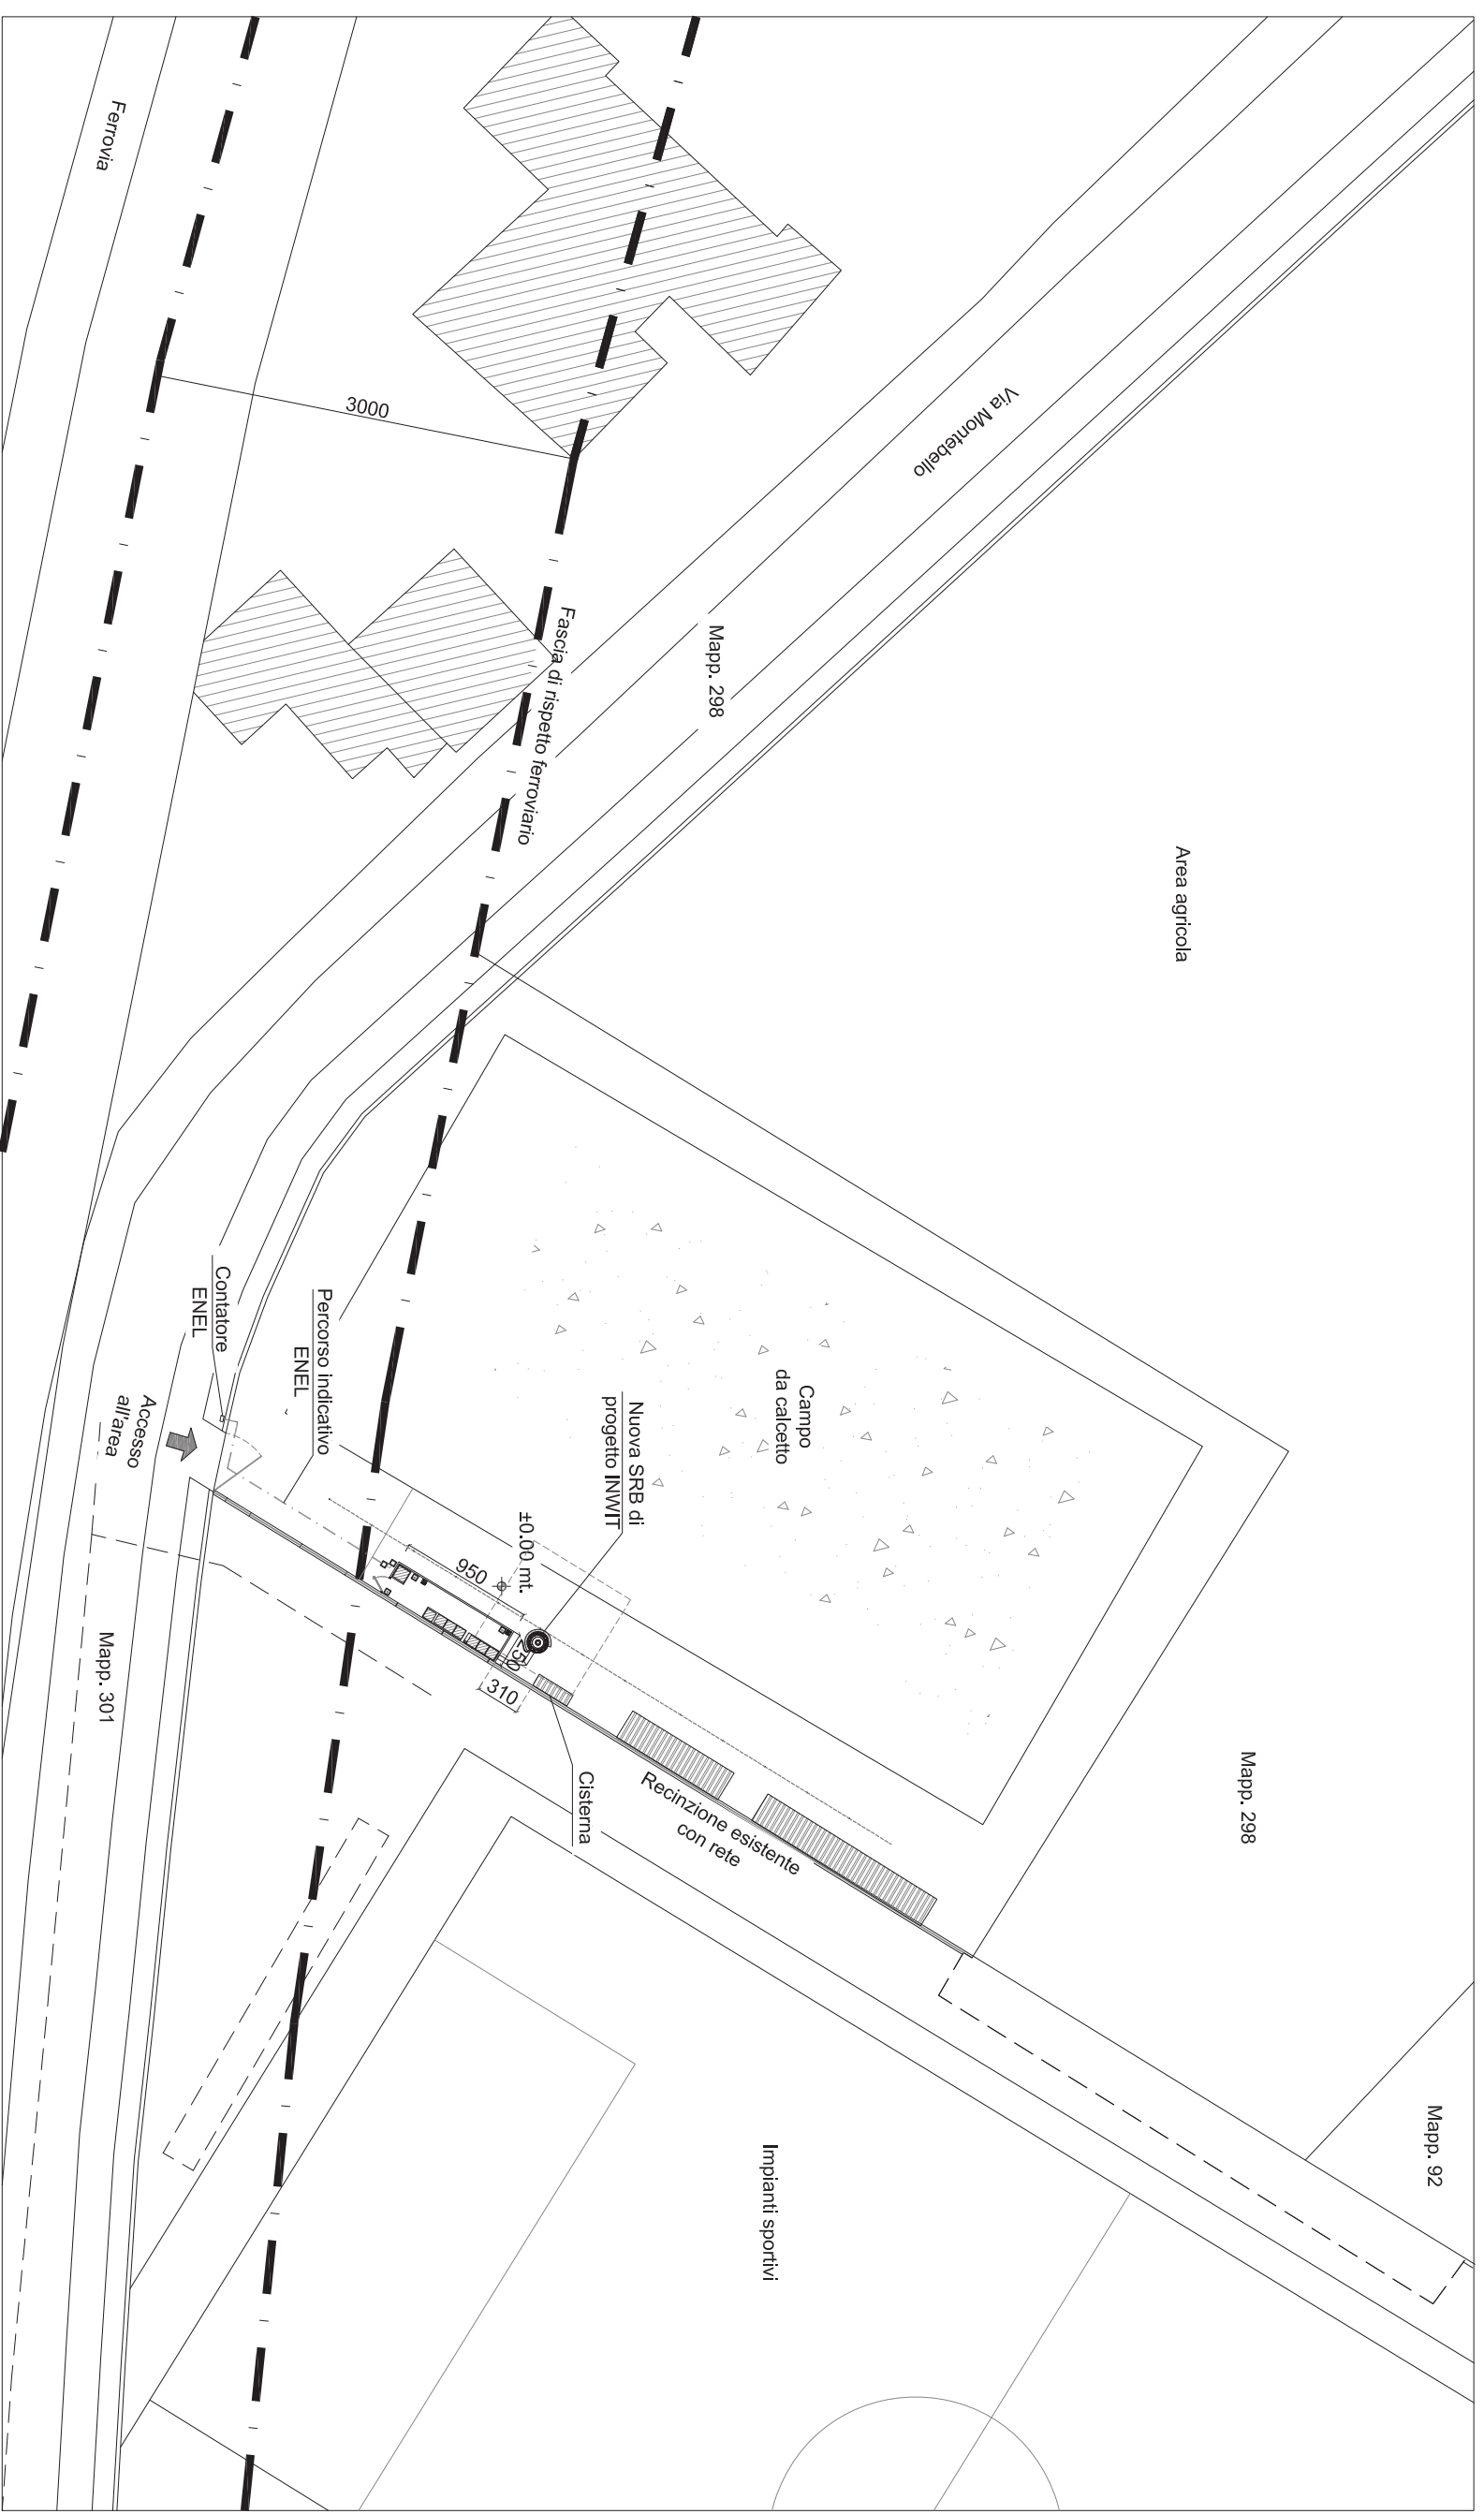 Ferrovia
3000
Via Montebello
Mapp. 298
Fascia di rispetto ferroviario
Area agricola
Contatore
ENEL
Percorso indicativo
ENEL
Accesso
all'area
Campo
da calcetto
Nuova SRB di
progetto INWIT
±0.00 mt.
950
250
310
Cisterna
Recinzione esistente
con rete
Mapp. 301
Mapp. 298
Mapp. 92
Impianti sportivi